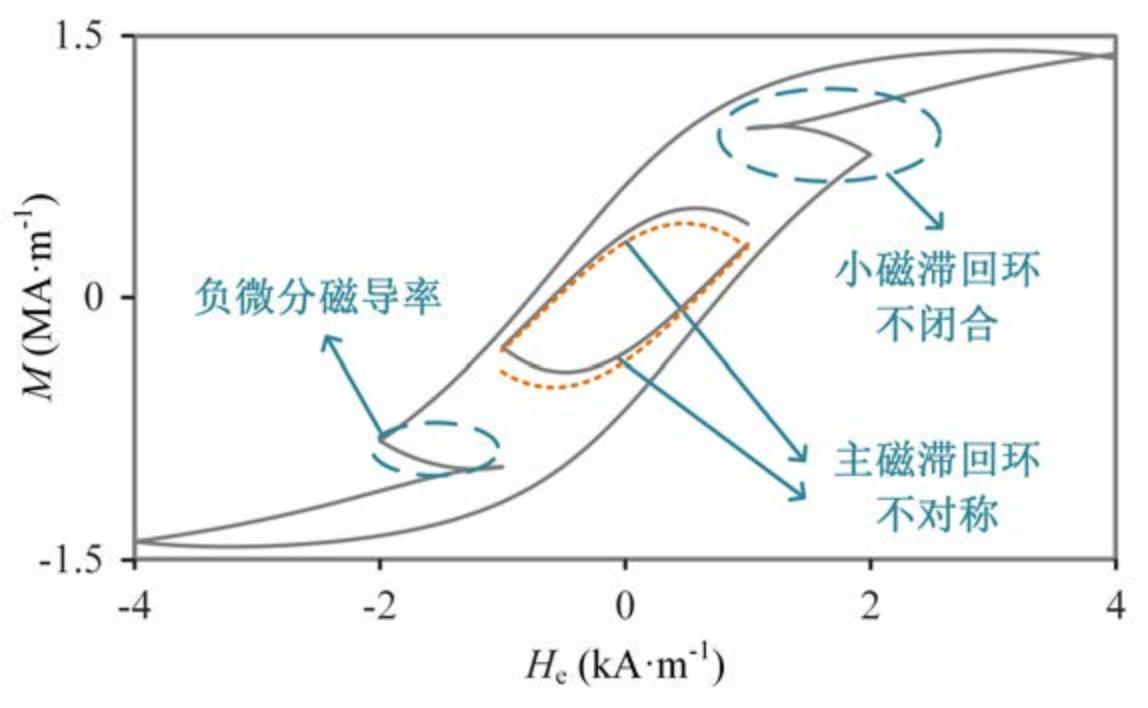 1.5
M (MA·m-1)
0
-1.5
-4
-2
0
2
4
He (kA·m-1)
负微分磁导率
小磁滞回环
不闭合
主磁滞回环
不对称